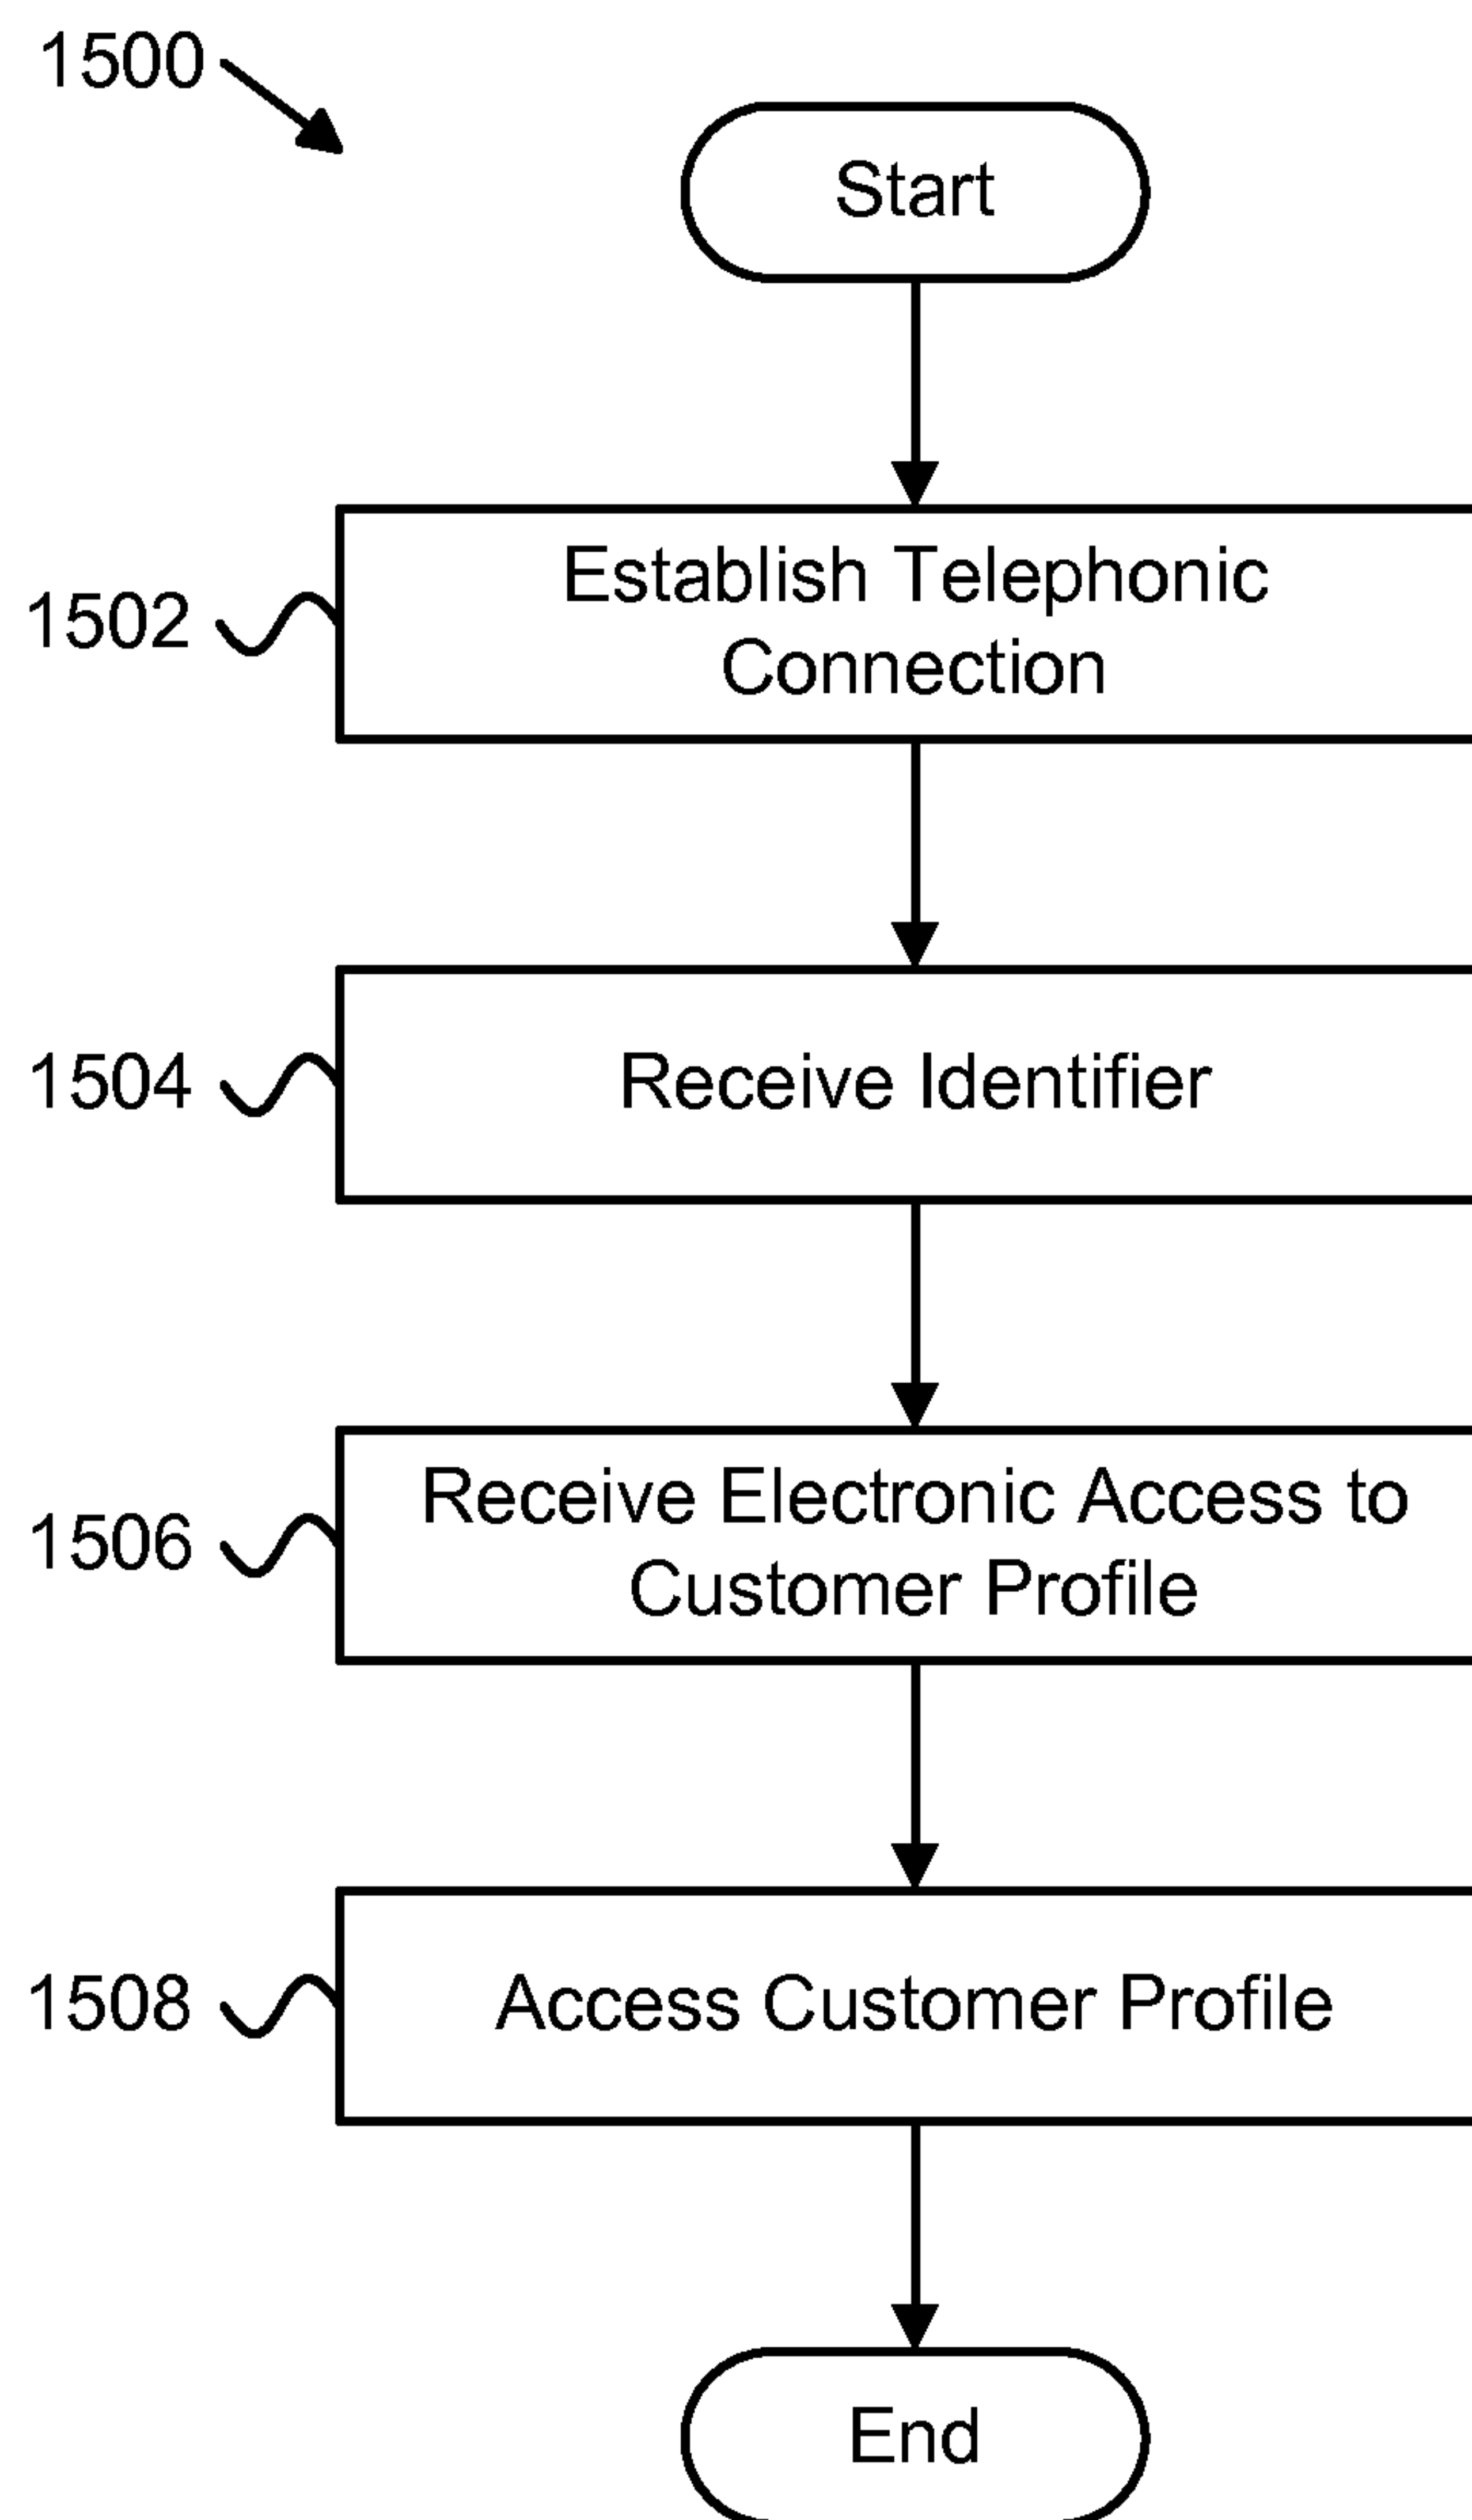 1500
Start
Establish Telephonic
Connection
1502
Receive Identifier
1504
Receive Electronic Access to
Customer Profile
1506
Access Customer Profile
1508
End